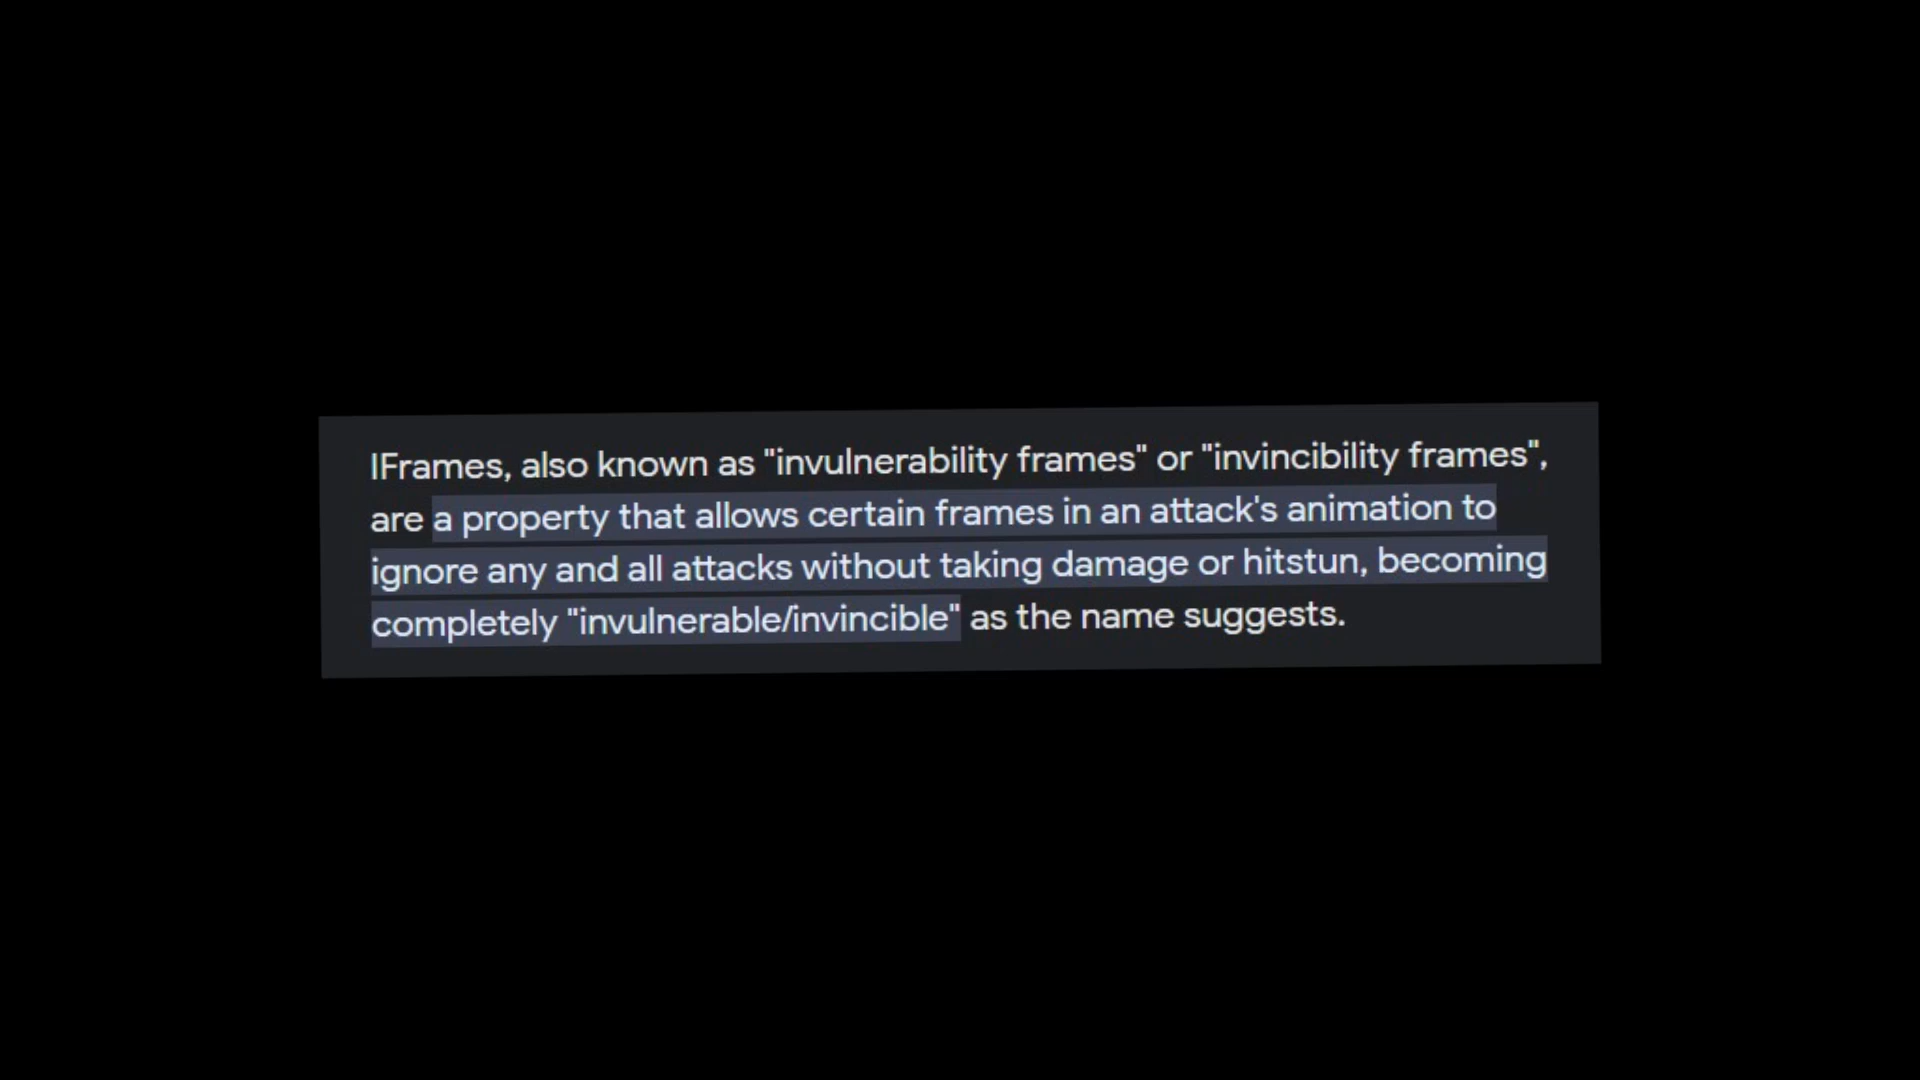 IFrames, also known as "invulnerability frames" or "invincibility frames",
are a property that allows certain frames in an attack's animation to
ignore any and all attacks without taking damage or hitstun, becoming
completely "invulnerable/invincible" as the name suggests.